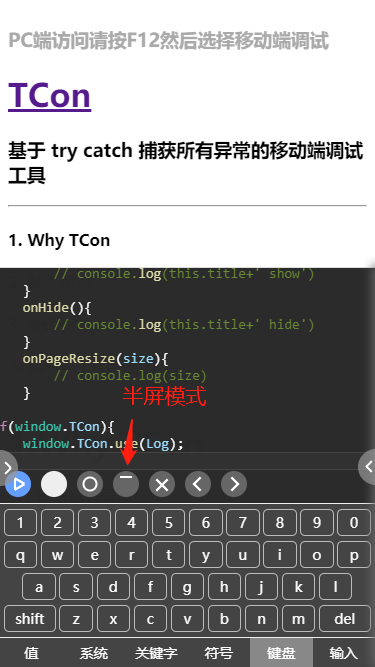 PC端访问请按F12然后选择移动端调试
TCon
基于 try catch 捕获所有异常的移动端调试
工具
1. Why TCon
// console.log(this.title+' show')
}
onHide(){
// console.log(this.title+' hide')
}
onPageResize(size){
// console.log(size)
}
半屏模式
f(window.TCon){
window.TCon.use(Log);
1 2 3 4 5 6 7 8 9 0
q w e r t y u i o p
a s d f g h j k l
shift z x c v b n m del
值 系统 关键字 符号 键盘 输入